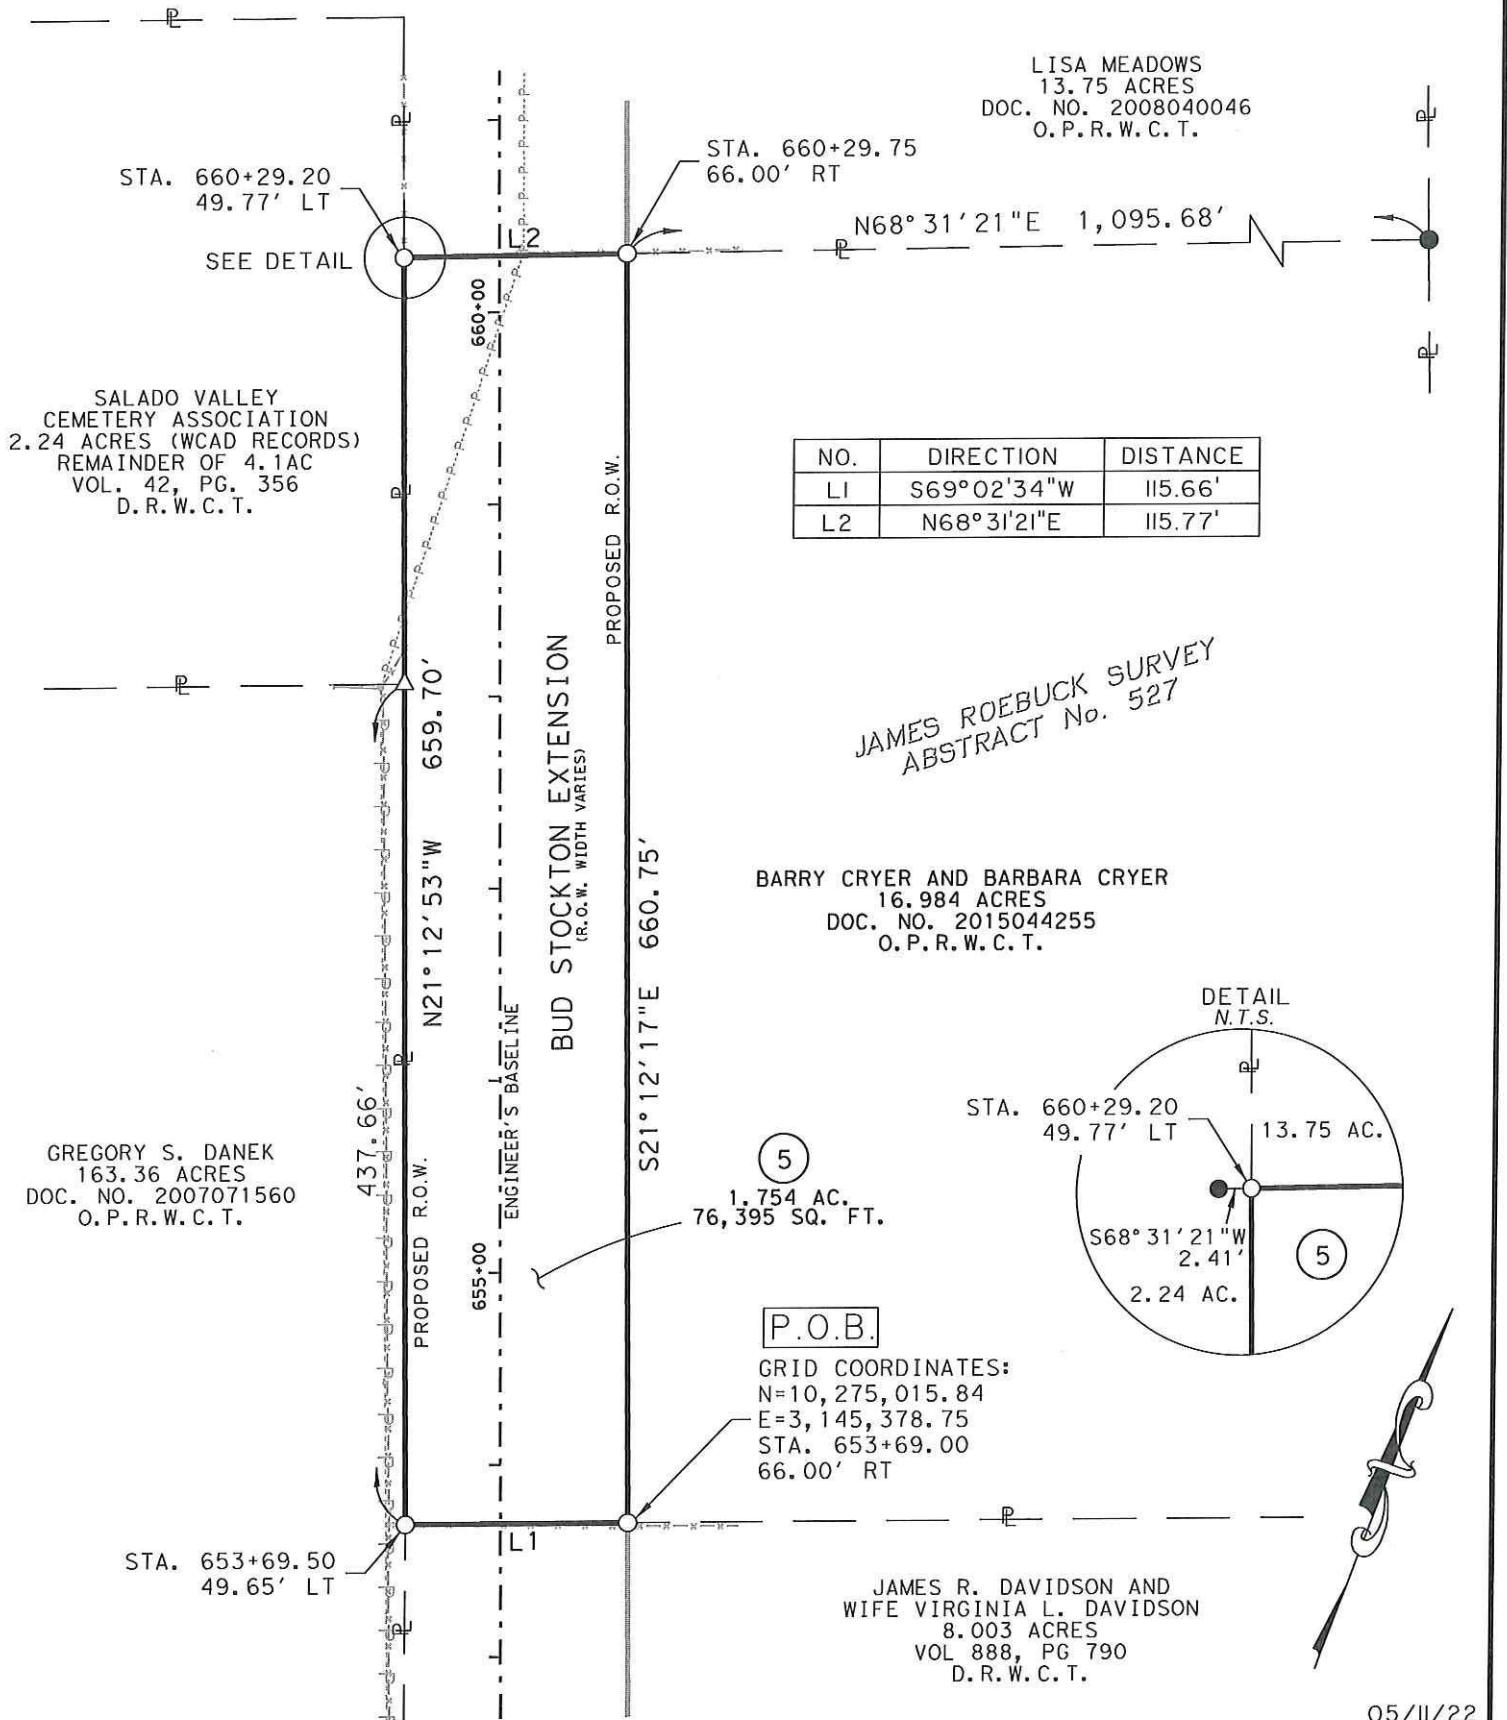 LISA MEADOWS
13.75 ACRES
DOC. NO. 2008040046
O.P.R.W.C.T.
STA. 660+29.75
66.00' RT
STA. 660+29.20
49.77' LT
SEE DETAIL
L2
N68°31'21"E 1,095.68'
660+00
SALADO VALLEY
CEMETERY ASSOCIATION
2.24 ACRES (WCAD RECORDS)
REMAINDER OF 4.1AC
VOL. 42, PG. 356
D.R.W.C.T.
PROPOSED R.O.W.
NO. DIRECTION DISTANCE
L1 S69°02'34"W 115.66'
L2 N68°31'21"E 115.77'
JAMES ROEBUCK SURVEY
ABSTRACT No. 527
N21°12'53"W 659.70'
BUD STOCKTON EXTENSION
(R.O.W. WIDTH VARIES)
S21°12'17"E 660.75'
BARRY CRYER AND BARBARA CRYER
16.984 ACRES
DOC. NO. 2015044255
O.P.R.W.C.T.
ENGINEER'S BASELINE
437.66'
PROPOSED R.O.W.
GREGORY S. DANEK
163.36 ACRES
DOC. NO. 2007071560
O.P.R.W.C.T.
5
1.754 AC.
76,395 SQ. FT.
655+00
DETAIL
N.T.S.
STA. 660+29.20
49.77' LT
13.75 AC.
S68°31'21"W
2.41'
5
2.24 AC.
P.O.B.
GRID COORDINATES:
N=10,275,015.84
E=3,145,378.75
STA. 653+69.00
66.00' RT
L1
STA. 653+69.50
49.65' LT
JAMES R. DAVIDSON AND
WIFE VIRGINIA L. DAVIDSON
8.003 ACRES
VOL 888, PG 790
D.R.W.C.T.
05/11/22